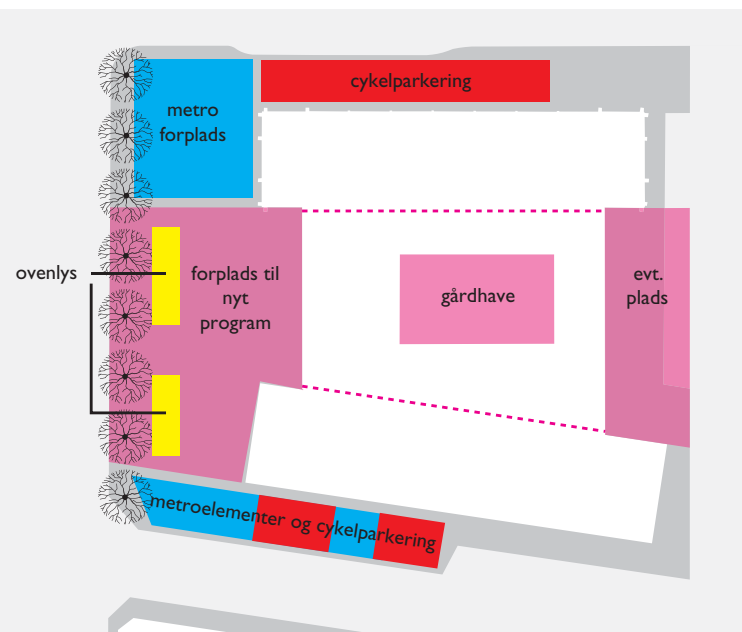 cykelparkering
metro
forplads
ovenlys
forplads til
nyt
program
gårdhave
evt.
plads
metroelementer og cykelparkering